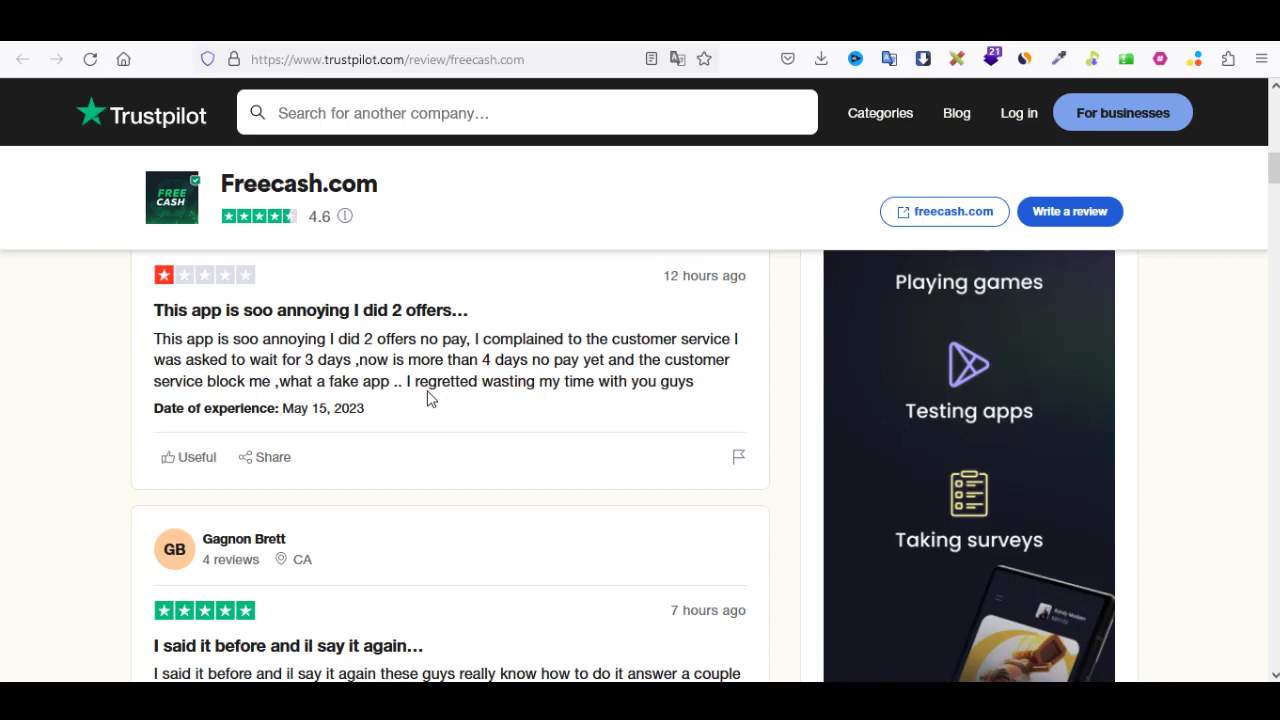 https://www.trustpilot.com/review/freecash.com
21
Trustpilot
Search for another company...
Categories
Blog
Log in
For businesses
FREE
CASH
Freecash.com
4.6
freecash.com
Write a review
12 hours ago
This app is soo annoying I did 2 offers…
This app is soo annoying I did 2 offers no pay, I complained to the customer service I
was asked to wait for 3 days ,now is more than 4 days no pay yet and the customer
service block me ,what a fake app .. I regretted wasting my time with you guys
Date of experience: May 15, 2023
Useful
Share
GB
Gagnon Brett
4 reviews
CA
7 hours ago
I said it before and il say it again…
I said it before and il say it again these guys really know how to do it answer a couple
Playing games
Testing apps
Taking surveys